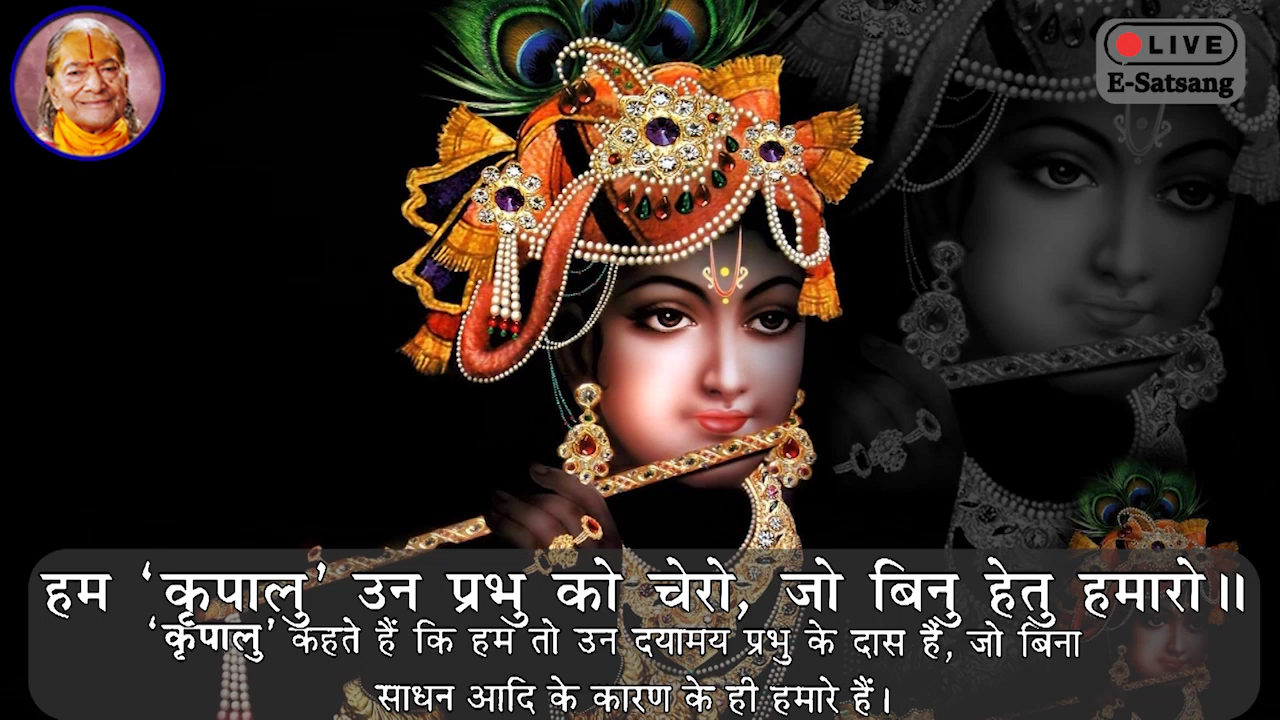 LIVE
E-Satsang
हम ‘कृपालु’ उन प्रभु को चेरो, जो बिनु हेतु हमारो॥
‘कृपालु’ कहते हैं कि हम तो उन दयामय प्रभु के दास हैं, जो बिना
साधन आदि के कारण के ही हमारे हैं।